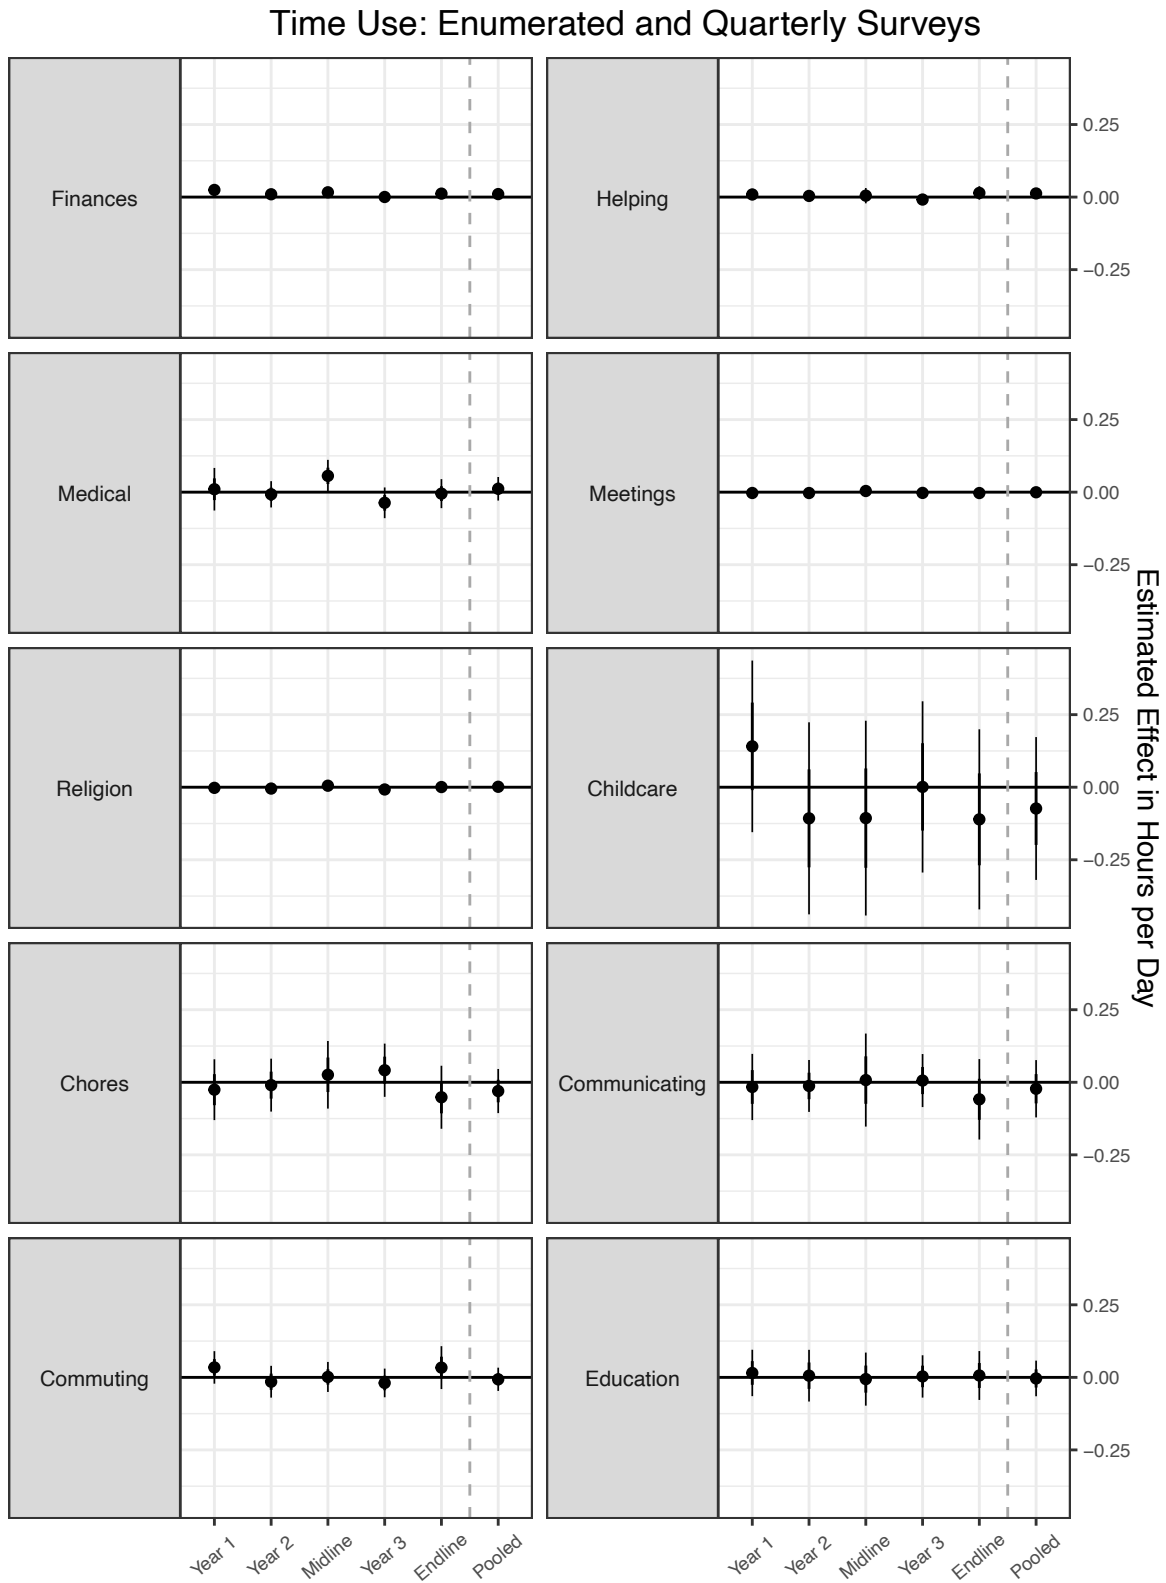 Time Use: Enumerated and Quarterly Surveys
Finances
Helping
0.25
0.00
−0.25
Medical
Meetings
0.25
0.00
−0.25
Religion
Childcare
0.25
0.00
−0.25
Chores
Communicating
0.25
0.00
−0.25
Commuting
Education
0.25
0.00
−0.25
Estimated Effect in Hours per Day
Year 1
Year 2
Midline
Year 3
Endline
Pooled
Year 1
Year 2
Midline
Year 3
Endline
Pooled